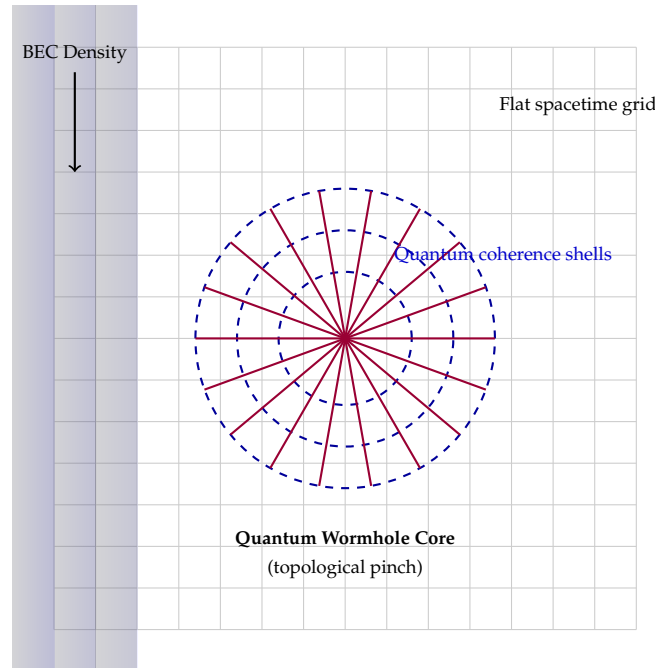 BEC Density
Flat spacetime grid
Quantum coherence shells
Quantum Wormhole Core
(topological pinch)